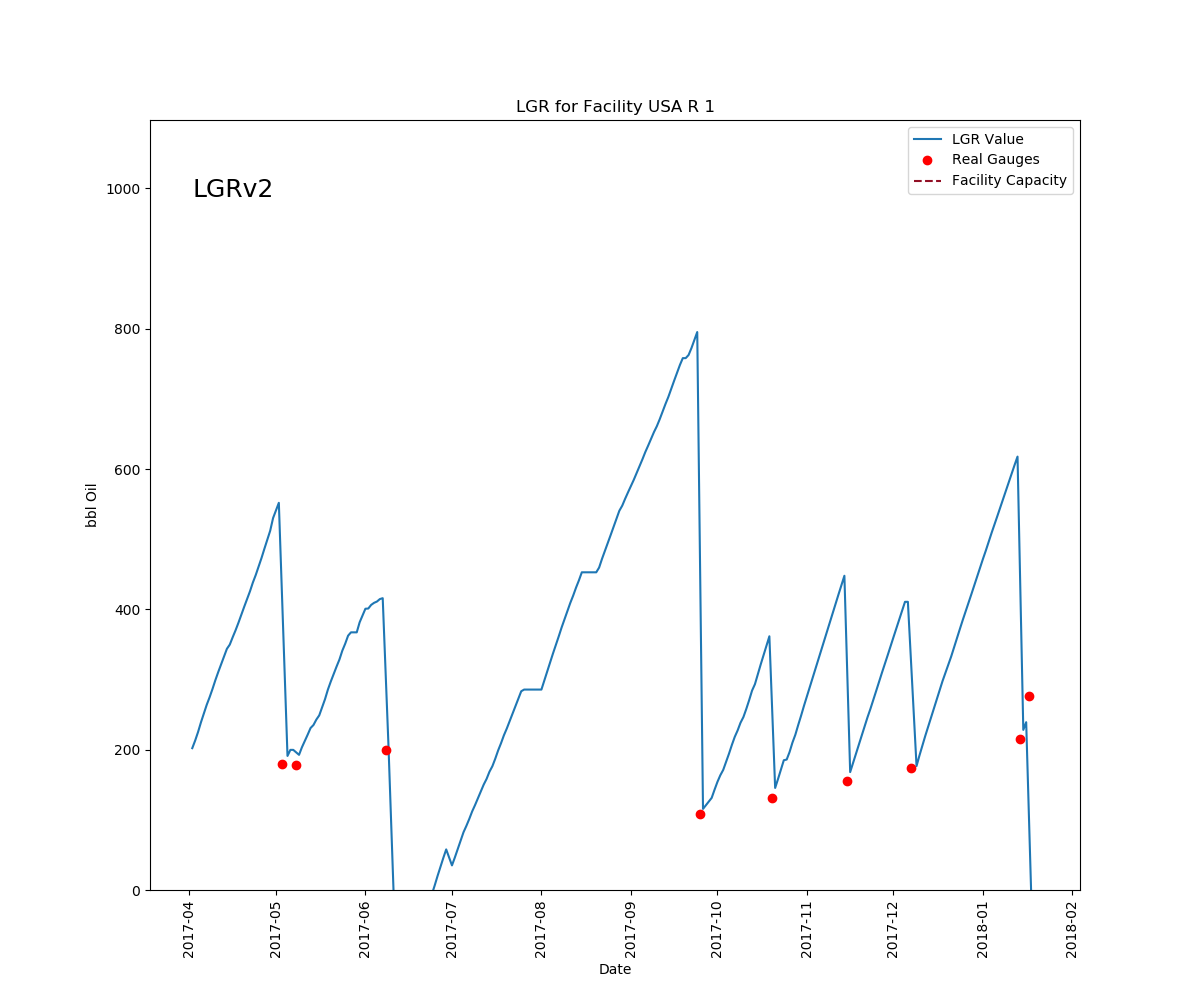 LGR for Facility USA R 1
LGRv2
LGR Value
Real Gauges
Facility Capacity
bbl Oil
1000
800
600
400
200
0
2017-04
2017-05
2017-06
2017-07
2017-08
2017-09
2017-10
2017-11
2017-12
2018-01
2018-02
Date